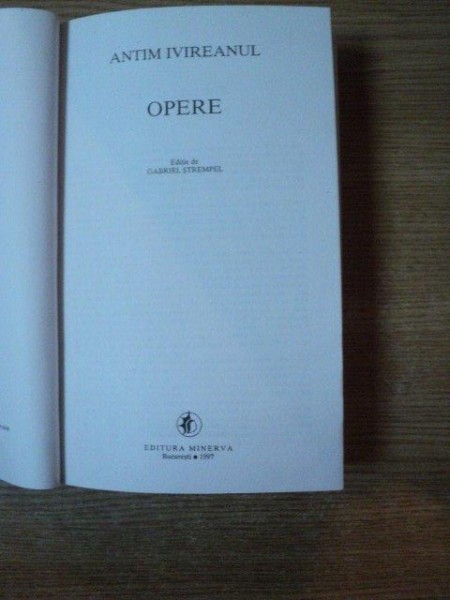 ANTIM IVIREANUL
OPERE
Ediție de
GABRIEL ȘTREMPEL
EDITURA MINERVA
București • 1997